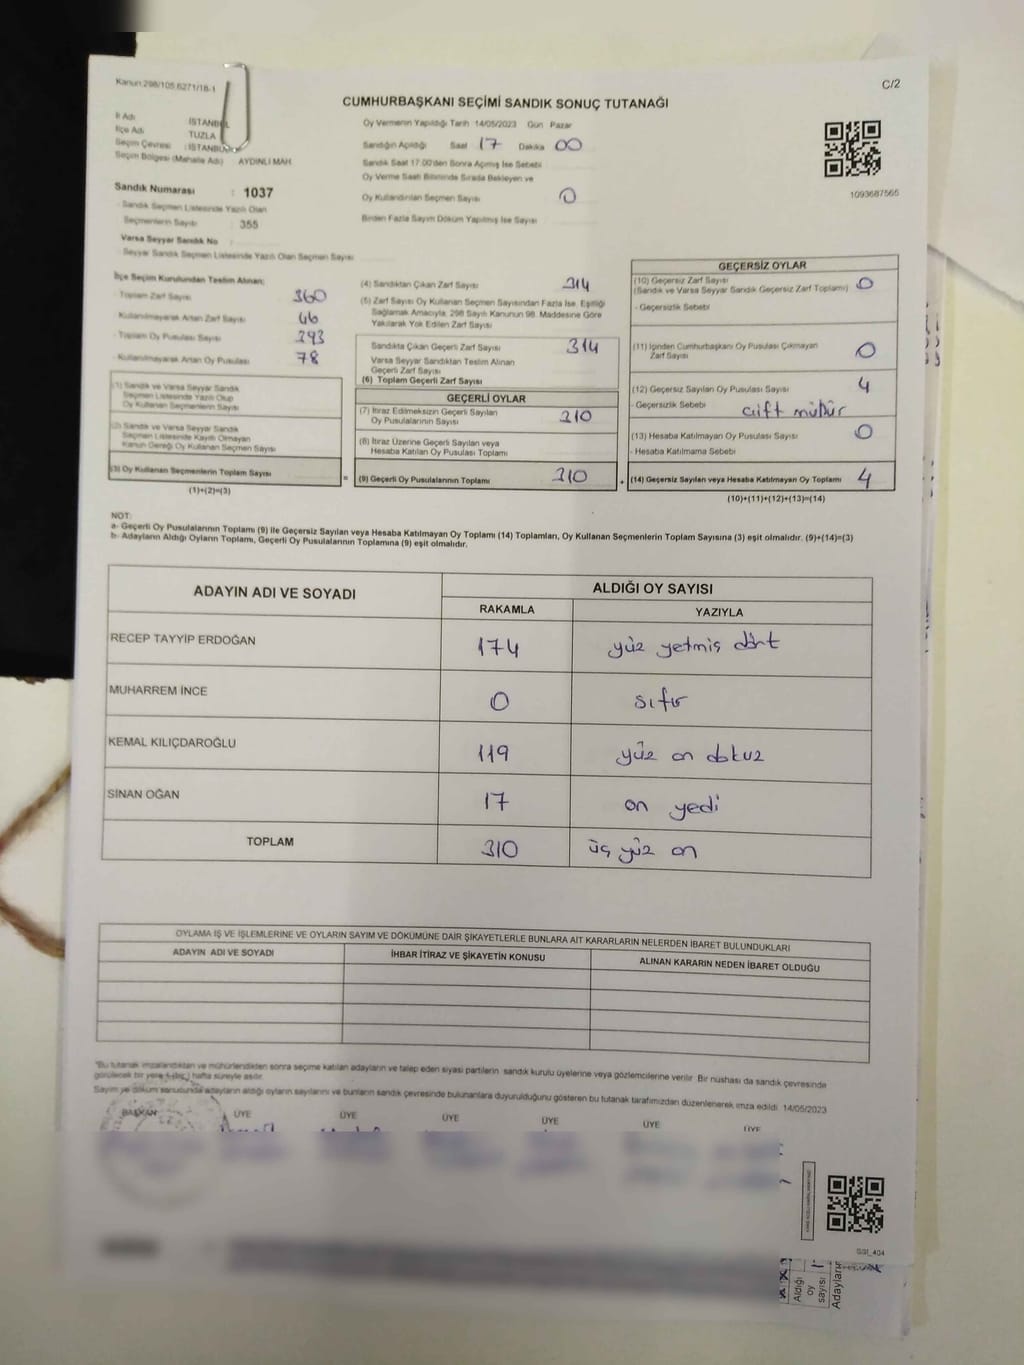 Kanun:298/105,6271/18-1
C/2
CUMHURBAŞKANI SEÇİMİ SANDIK SONUÇ TUTANAĞI
İl Adı İSTANBUL
İlçe Adı TUZLA
Seçim Çevresi : İSTANBUL
Seçim Bölgesi (Mahalle Adı) AYDINLI MAH
Sandık Numarası : 1037
Sandık Seçmen Listesinde Yazılı Olan
Seçmenlerin Sayısı 355
Varsa Seyyar Sandık No
Seyyar Sandık Seçmen Listesinde Yazılı Olan Seçmen Sayısı
Oy Vermenin Yapıldığı Tarih 14/05/2023 Gün Pazar
Sandığın Açıldığı Saat 17 Dakika 00
Sandık Saat 17:00'den Sonra Açılmış İse Sebebi
Oy Verme Saati Bitiminde Sırada Bekleyen ve
Oy Kullandırılan Seçmen Sayısı 0
Birden Fazla Sayım Döküm Yapılmış İse Sayısı
1093687565
İlçe Seçim Kurulundan Teslim Alınan:
Toplam Zarf Sayısı 360
Kullanılmayarak Artan Zarf Sayısı 46
Toplam Oy Pusulası Sayısı 393
Kullanılmayarak Artan Oy Pusulası 78
(1) Sandık ve Varsa Seyyar Sandık
Seçmen Listesinde Yazılı Olup
Oy Kullanan Seçmenlerin Sayısı
(2) Sandık ve Varsa Seyyar Sandık
Seçmen Listesinde Kayıtlı Olmayan
Kanun Gereği Oy Kullanan Seçmen Sayısı
(3) Oy Kullanan Seçmenlerin Toplam Sayısı =
(1)+(2)=(3)
(4) Sandıktan Çıkan Zarf Sayısı 314
(5) Zarf Sayısı Oy Kullanan Seçmen Sayısından Fazla İse, Eşitliği
Sağlamak Amacıyla, 298 Sayılı Kanunun 98. Maddesine Göre
Yakılarak Yok Edilen Zarf Sayısı
Sandıkta Çıkan Geçerli Zarf Sayısı 314
Varsa Seyyar Sandıktan Teslim Alınan
Geçerli Zarf Sayısı
(6) Toplam Geçerli Zarf Sayısı
GEÇERLİ OYLAR
(7) İtiraz Edilmeksizin Geçerli Sayılan
Oy Pusulalarının Sayısı 310
(8) İtiraz Üzerine Geçerli Sayılan veya
Hesaba Katılan Oy Pusulası Toplamı
(9) Geçerli Oy Pusulalarının Toplamı 310 +
GEÇERSİZ OYLAR
(10) Geçersiz Zarf Sayısı 0
(Sandık ve Varsa Seyyar Sandık Geçersiz Zarf Toplamı)
- Geçersizlik Sebebi
(11) İçinden Cumhurbaşkanı Oy Pusulası Çıkmayan
Zarf Sayısı 0
(12) Geçersiz Sayılan Oy Pusulası Sayısı 4
- Geçersizlik Sebebi çift mühür
(13) Hesaba Katılmayan Oy Pusulası Sayısı 0
- Hesaba Katılmama Sebebi
(14) Geçersiz Sayılan veya Hesaba Katılmayan Oy Toplamı 4
(10)+(11)+(12)+(13)=(14)
NOT:
a- Geçerli Oy Pusulalarının Toplamı (9) ile Geçersiz Sayılan veya Hesaba Katılmayan Oy Toplamı (14) Toplamları, Oy Kullanan Seçmenlerin Toplam Sayısına (3) eşit olmalıdır. (9)+(14)=(3)
b- Adayların Aldığı Oyların Toplamı, Geçerli Oy Pusulalarının Toplamına (9) eşit olmalıdır.
ADAYIN ADI VE SOYADI ALDIĞI OY SAYISI
RAKAMLA YAZIYLA
RECEP TAYYİP ERDOĞAN 174 yüz yetmiş dört
MUHARREM İNCE 0 sıfır
KEMAL KILIÇDAROĞLU 119 yüz on dokuz
SİNAN OĞAN 17 on yedi
TOPLAM 310 üç yüz on
OYLAMA İŞ VE İŞLEMLERİNE VE OYLARIN SAYIM VE DÖKÜMÜNE DAİR ŞİKAYETLERLE BUNLARA AİT KARARLARIN NELERDEN İBARET BULUNDUKLARI
ADAYIN ADI VE SOYADI İHBAR İTİRAZ VE ŞİKAYETİN KONUSU ALINAN KARARIN NEDEN İBARET OLDUĞU
*Bu tutanak imzalandıktan ve mühürlendikten sonra seçime katılan adayların ve talep eden siyasi partilerin sandık kurulu üyelerine veya gözlemcilerine verilir. Bir nüshası da sandık çevresinde
görülecek bir yere 1 (bir) hafta süreyle asılır.
Sayım ve döküm sonucunda adayların aldığı oyların sayılarını ve bunların sandık çevresinde bulunanlara duyurulduğunu gösteren bu tutanak tarafımızdan düzenlenerek imza edildi. 14/05/2023
BAŞKAN ÜYE ÜYE ÜYE ÜYE ÜYE ÜYE
SSI_404
Aldığı
oy
sayısı
Adayların